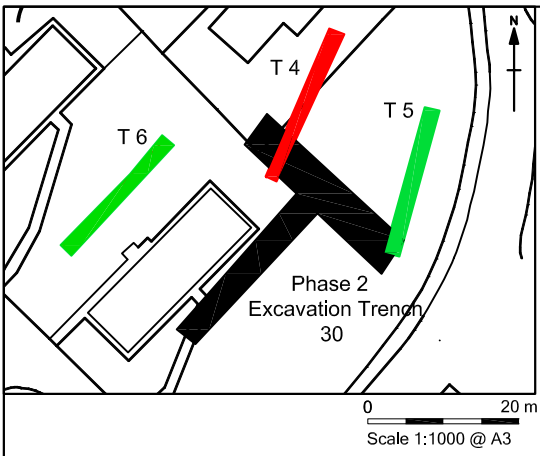 N
T 4
T 5
T 6
Phase 2
Excavation Trench
30
0 20 m
Scale 1:1000 @ A3